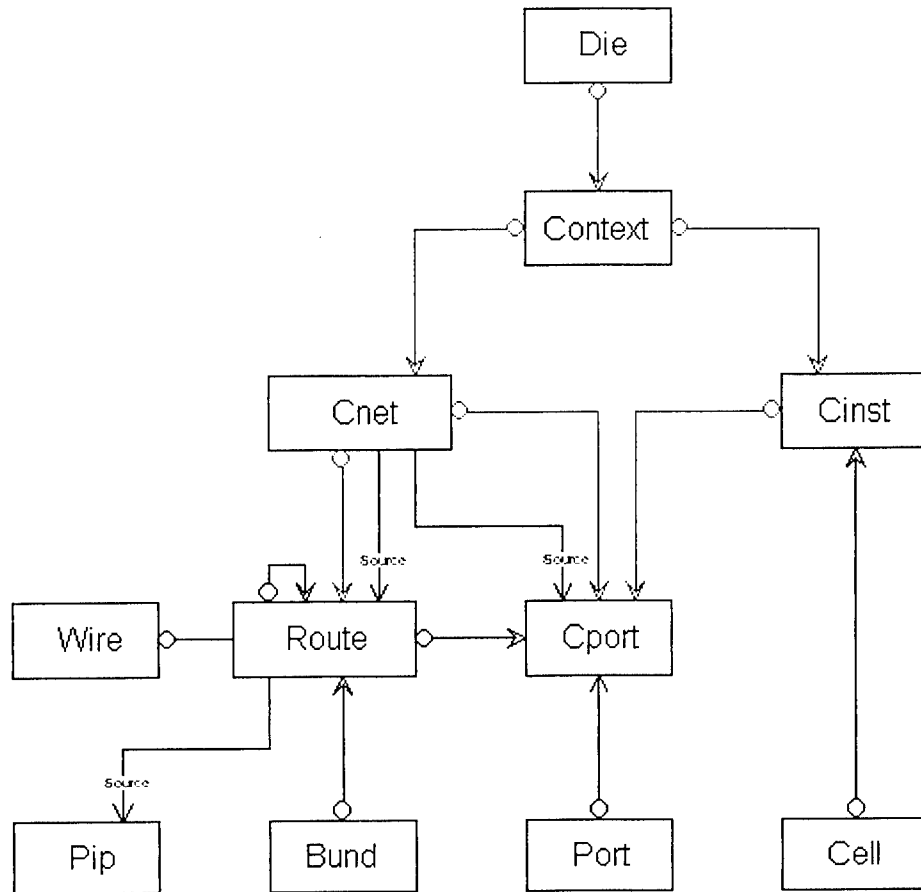 Die
Context
Cnet
Cinst
Source
Source
Wire
Route
Cport
Source
Pip
Bund
Port
Cell